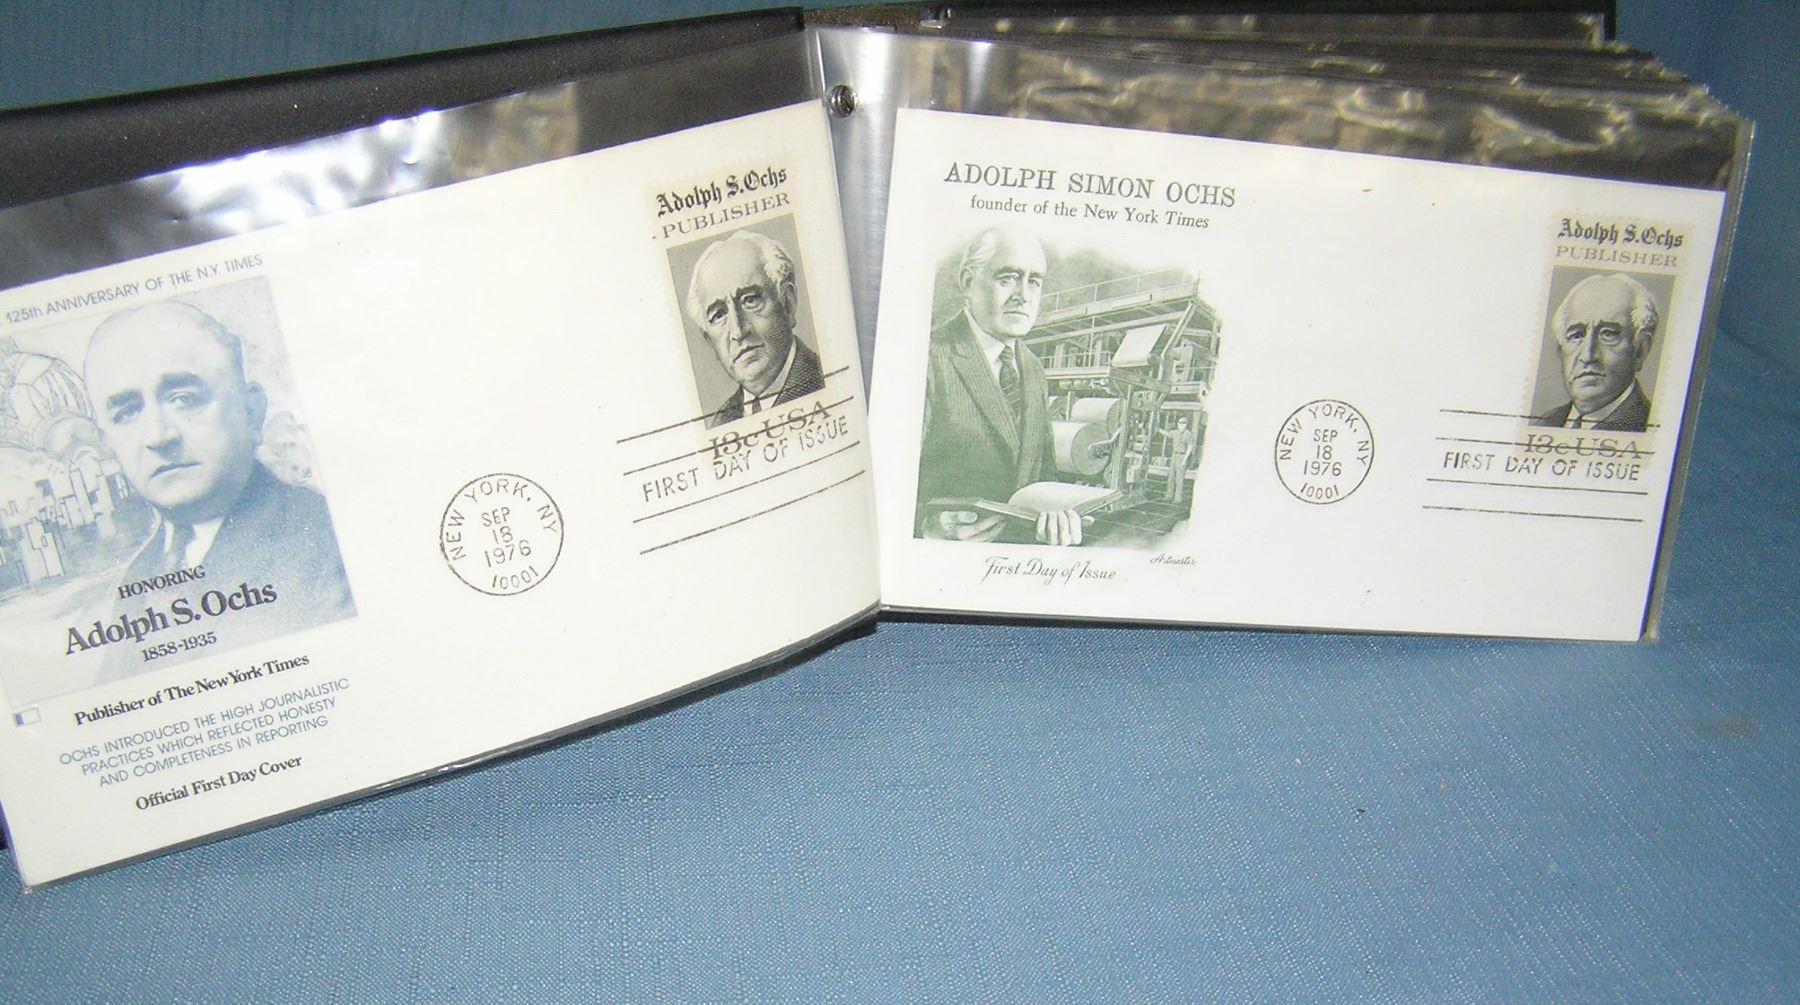 125th ANNIVERSARY OF THE N.Y. TIMES
HONORING
Adolph S. Ochs
1858-1935
Publisher of The New York Times
OCHS INTRODUCED THE HIGH JOURNALISTIC
PRACTICES WHICH REFLECTED HONESTY
AND COMPLETENESS IN REPORTING
Official First Day Cover
NEW YORK, NY
SEP
18
1976
10001
Adolph S. Ochs
PUBLISHER
13c USA
FIRST DAY OF ISSUE
ADOLPH SIMON OCHS
founder of the New York Times
First Day of Issue
Artmaster
NEW YORK, NY
SEP
18
1976
10001
Adolph S. Ochs
PUBLISHER
13c USA
FIRST DAY OF ISSUE